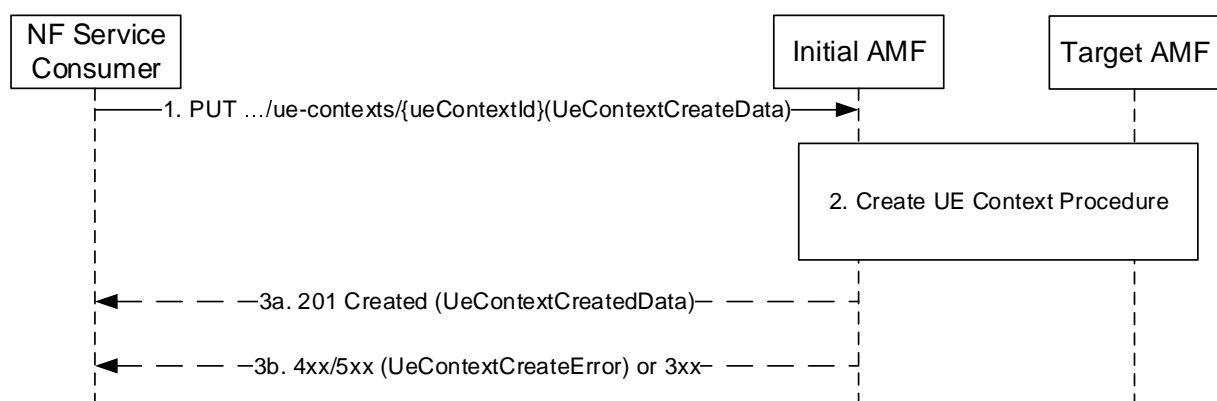 NF Service
Consumer
Initial AMF
Target AMF
1. PUT …/ue-contexts/{ueContextId}(UeContextCreateData)
2. Create UE Context Procedure
3a. 201 Created (UeContextCreatedData)
3b. 4xx/5xx (UeContextCreateError) or 3xx